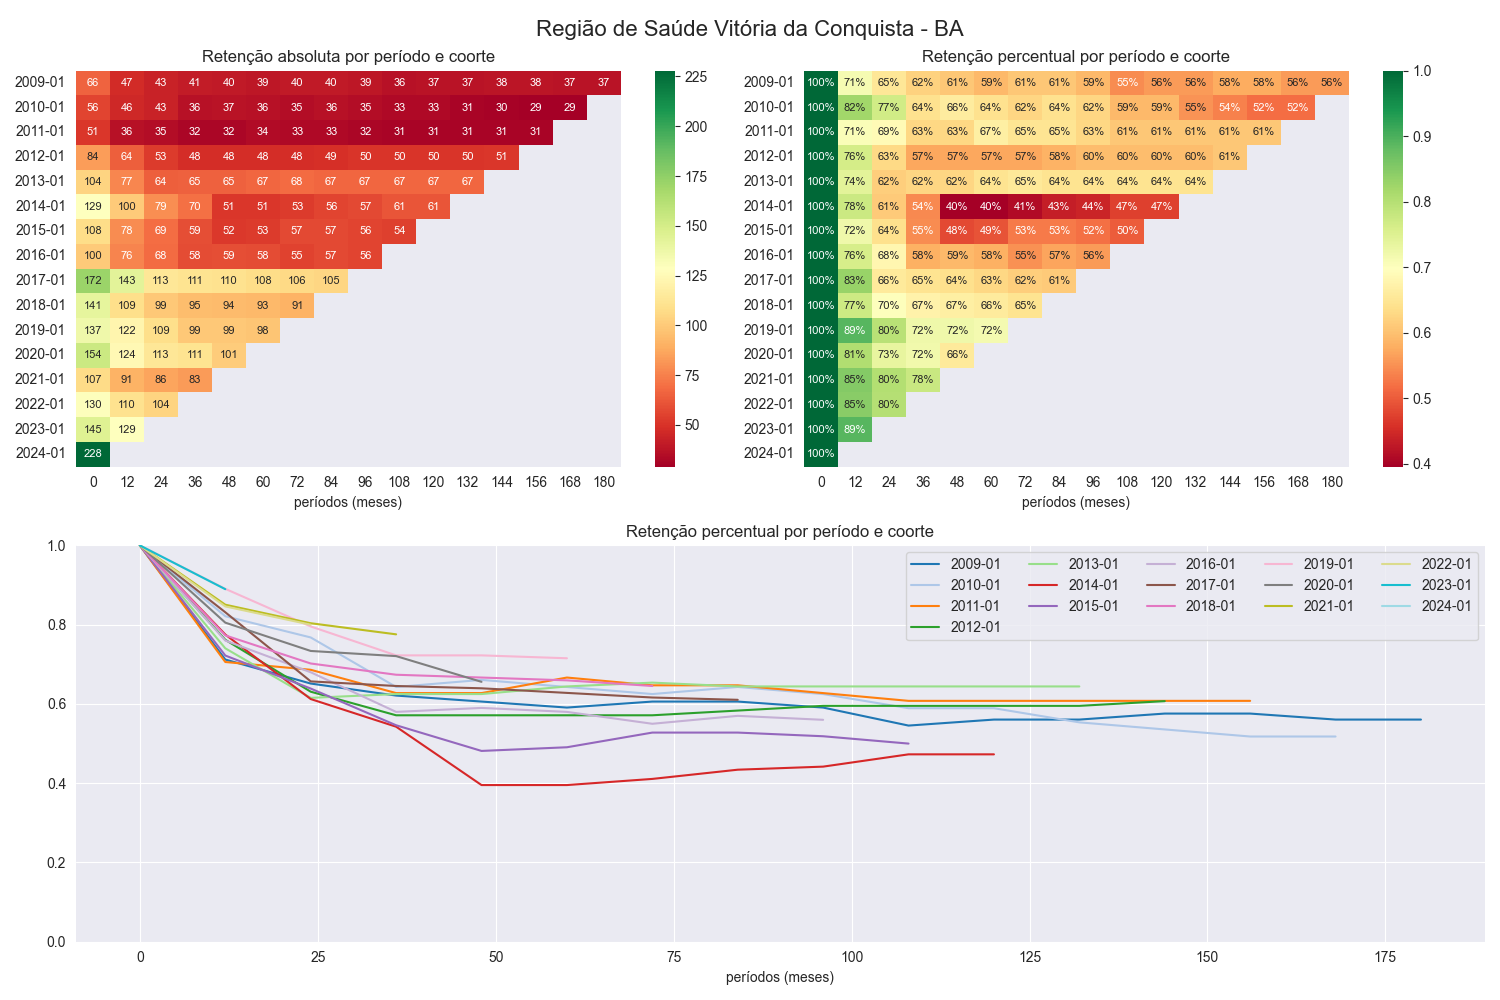 Região de Saúde Vitória da Conquista - BA
Retenção absoluta por período e coorte
2009-01 66 47 43 41 40 39 40 40 39 36 37 37 38 38 37 37
2010-01 56 46 43 36 37 36 35 36 35 33 33 31 30 29 29
2011-01 51 36 35 32 32 34 33 33 32 31 31 31 31 31
2012-01 84 64 53 48 48 48 48 49 50 50 50 50 51
2013-01 104 77 64 65 65 67 68 67 67 67 67 67
2014-01 129 100 79 70 51 51 53 56 57 61 61
2015-01 108 78 69 59 52 53 57 57 56 54
2016-01 100 76 68 58 59 58 55 57 56
2017-01 172 143 113 111 110 108 106 105
2018-01 141 109 99 95 94 93 91
2019-01 137 122 109 99 99 98
2020-01 154 124 113 111 101
2021-01 107 91 86 83
2022-01 130 110 104
2023-01 145 129
2024-01 228
0 12 24 36 48 60 72 84 96 108 120 132 144 156 168 180
períodos (meses)
225
200
175
150
125
100
75
50
Retenção percentual por período e coorte
2009-01 100% 71% 65% 62% 61% 59% 61% 61% 59% 55% 56% 56% 58% 58% 56% 56%
2010-01 100% 82% 77% 64% 66% 64% 62% 64% 62% 59% 59% 55% 54% 52% 52%
2011-01 100% 71% 69% 63% 63% 67% 65% 65% 63% 61% 61% 61% 61% 61%
2012-01 100% 76% 63% 57% 57% 57% 57% 58% 60% 60% 60% 60% 61%
2013-01 100% 74% 62% 62% 62% 64% 65% 64% 64% 64% 64% 64%
2014-01 100% 78% 61% 54% 40% 40% 41% 43% 44% 47% 47%
2015-01 100% 72% 64% 55% 48% 49% 53% 53% 52% 50%
2016-01 100% 76% 68% 58% 59% 58% 55% 57% 56%
2017-01 100% 83% 66% 65% 64% 63% 62% 61%
2018-01 100% 77% 70% 67% 67% 66% 65%
2019-01 100% 89% 80% 72% 72% 72%
2020-01 100% 81% 73% 72% 66%
2021-01 100% 85% 80% 78%
2022-01 100% 85% 80%
2023-01 100% 89%
2024-01 100%
0 12 24 36 48 60 72 84 96 108 120 132 144 156 168 180
períodos (meses)
1.0
0.9
0.8
0.7
0.6
0.5
0.4
Retenção percentual por período e coorte
1.0
0.8
0.6
0.4
0.2
0.0
2009-01 2013-01 2016-01 2019-01 2022-01
2010-01 2014-01 2017-01 2020-01 2023-01
2011-01 2015-01 2018-01 2021-01 2024-01
2012-01
0 25 50 75 100 125 150 175
períodos (meses)